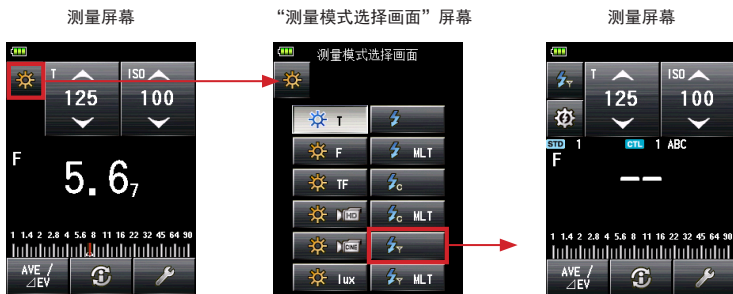 测量屏幕
“测量模式选择画面”屏幕
测量屏幕
T
ISO
125
100
F
5.6 7
1 1.4 2 2.8 4 5.6 8 11 16 22 32 45 64 90
AVE /
⊿EV
测量模式选择画面
T
F
MLT
TF
C
HD
C MLT
CINE
lux
MLT
T
ISO
125
100
STD 1
CTL 1 ABC
F
--
1 1.4 2 2.8 4 5.6 8 11 16 22 32 45 64 90
AVE /
⊿EV